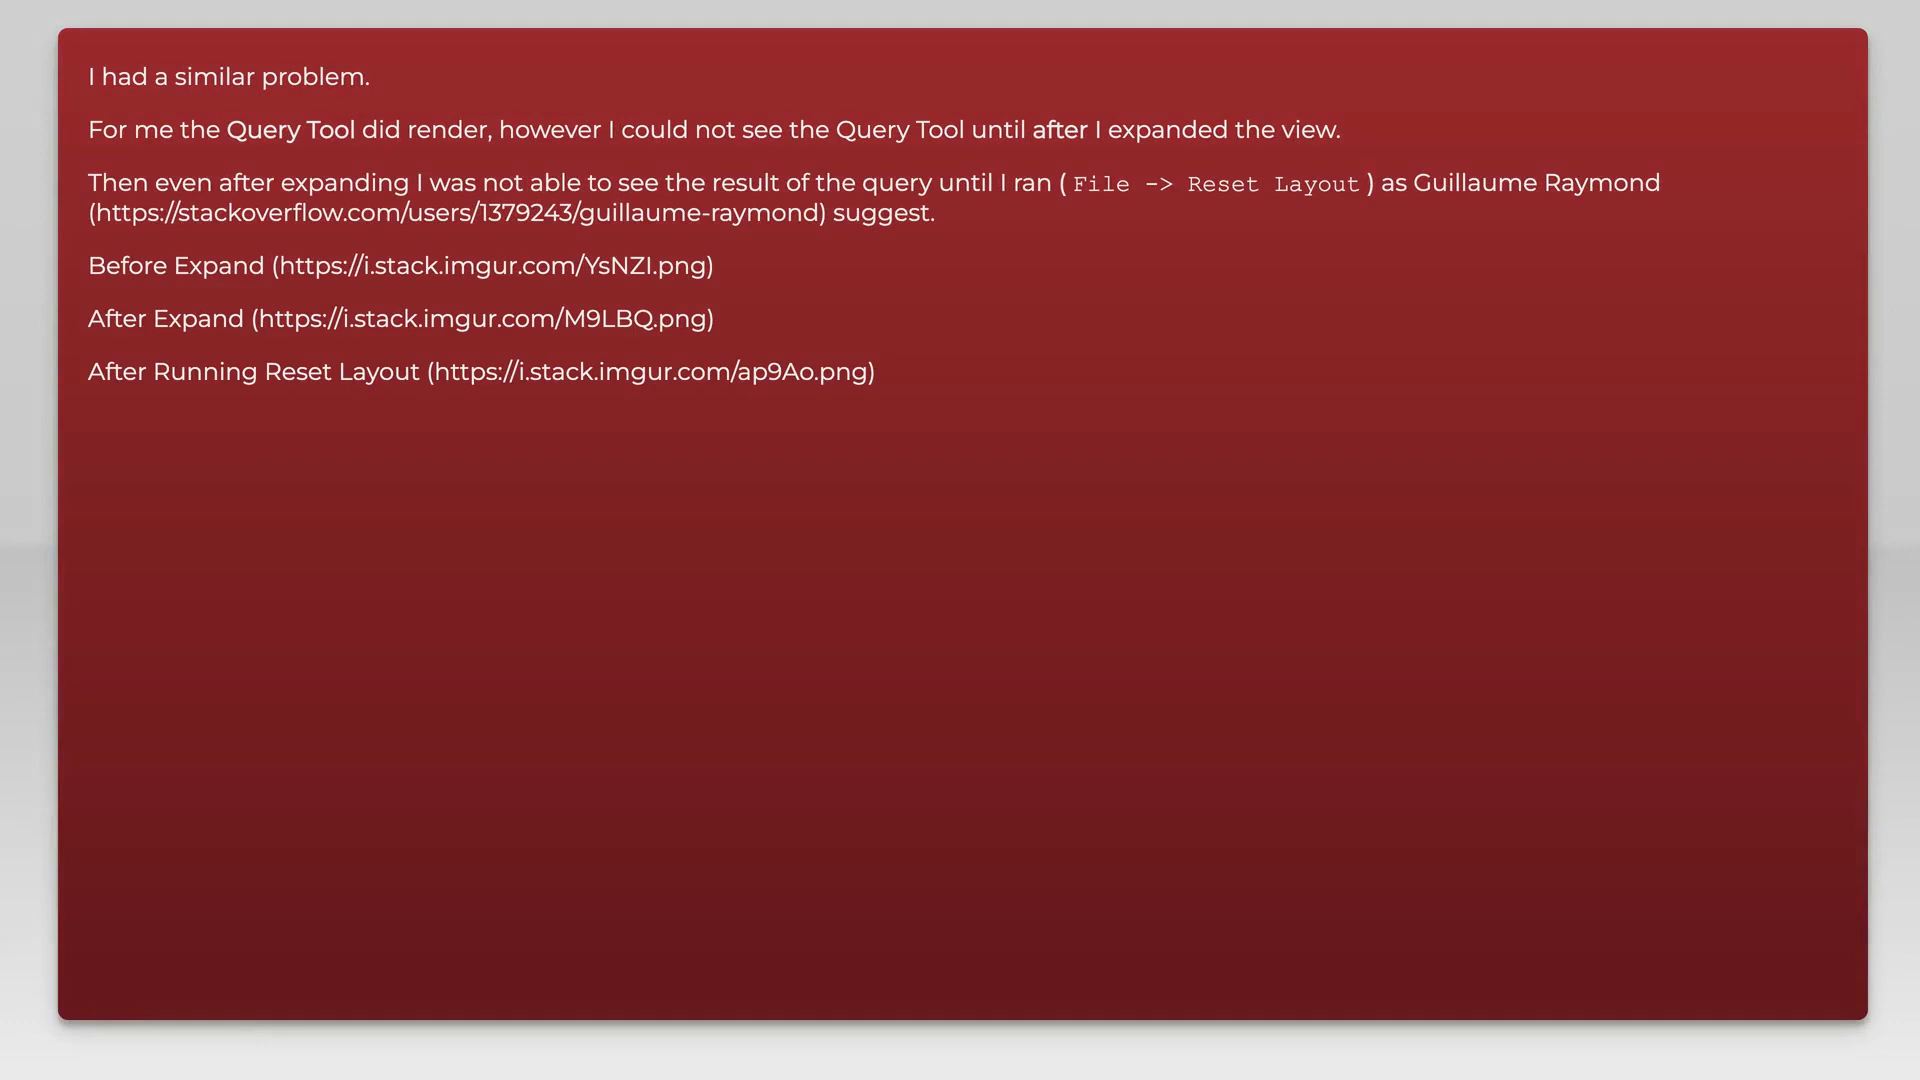 I had a similar problem.
For me the Query Tool did render, however I could not see the Query Tool until after I expanded the view.
Then even after expanding I was not able to see the result of the query until I ran ( File -> Reset Layout ) as Guillaume Raymond
(https://stackoverflow.com/users/1379243/guillaume-raymond) suggest.
Before Expand (https://i.stack.imgur.com/YsNZI.png)
After Expand (https://i.stack.imgur.com/M9LBQ.png)
After Running Reset Layout (https://i.stack.imgur.com/ap9Ao.png)